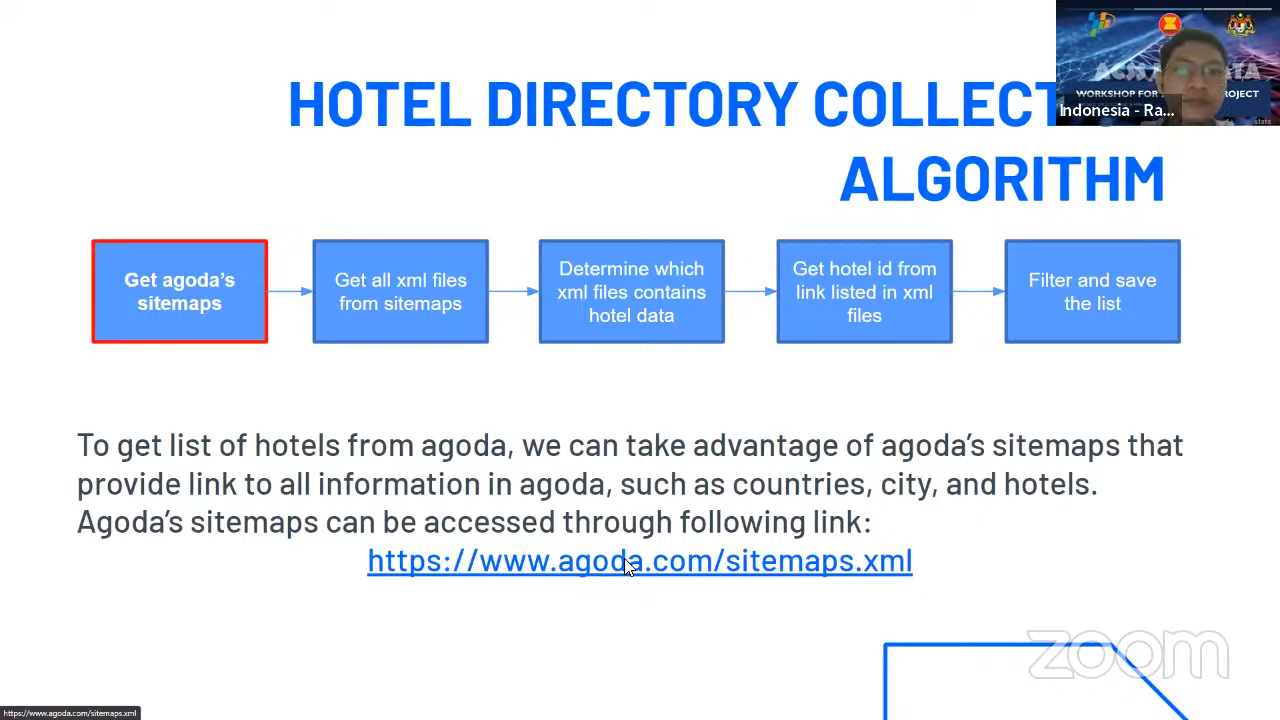 HOTEL DIRECTORY COLLECT
ALGORITHM
WORKSHOP FOR
ROJECT
Indonesia - Ra...
stats
Get agoda's
sitemaps
Get all xml files
from sitemaps
Determine which
xml files contains
hotel data
Get hotel id from
link listed in xml
files
Filter and save
the list
To get list of hotels from agoda, we can take advantage of agoda's sitemaps that
provide link to all information in agoda, such as countries, city, and hotels.
Agoda's sitemaps can be accessed through following link:
https://www.agoda.com/sitemaps.xml
zoom
https://www.agoda.com/sitemaps.xml